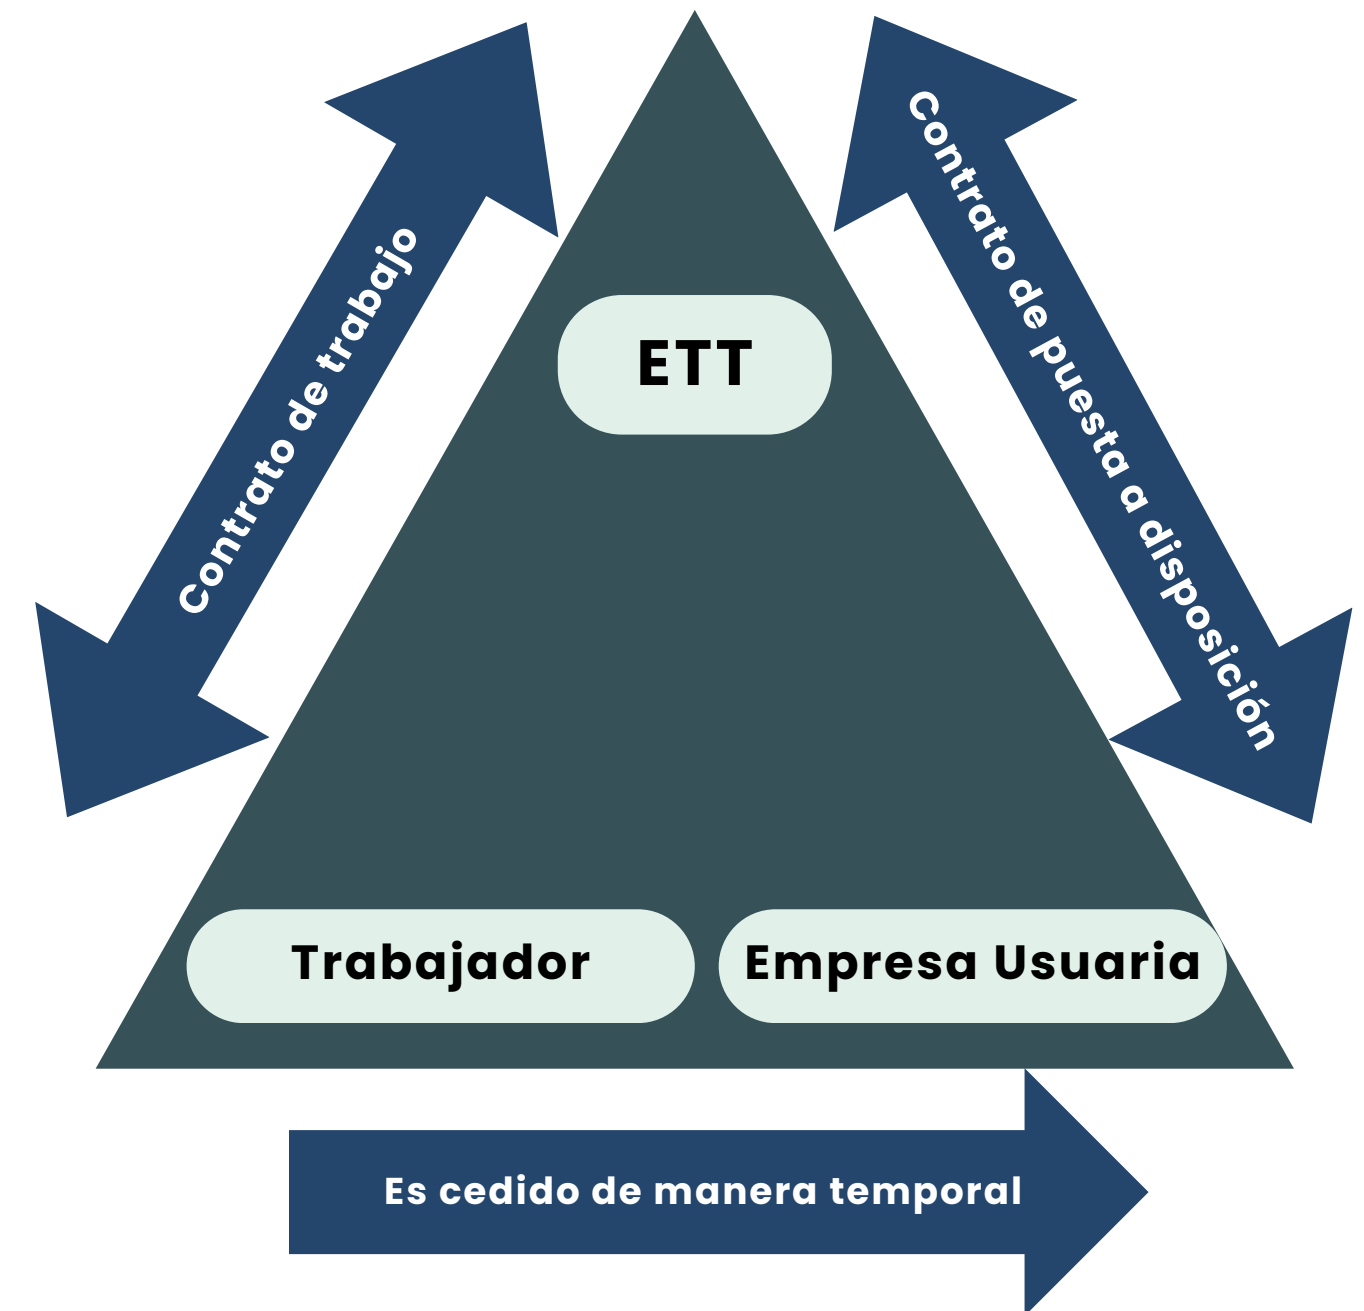 Contrato de trabajo
Contrato de puesta a disposición
ETT
Trabajador
Empresa Usuaria
Es cedido de manera temporal